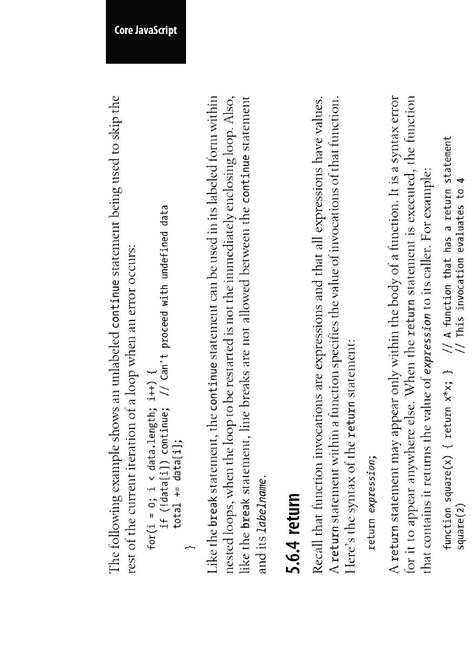 Core JavaScript
The following example shows an unlabeled continue statement being used to skip the
rest of the current iteration of a loop when an error occurs:
for(i = 0; i < data.length; i++) {
if (!data[i]) continue; // Can't proceed with undefined data
total += data[i];
}
Like the break statement, the continue statement can be used in its labeled form within
nested loops, when the loop to be restarted is not the immediately enclosing loop. Also,
like the break statement, line breaks are not allowed between the continue statement
and its labelname.
5.6.4 return
Recall that function invocations are expressions and that all expressions have values.
A return statement within a function specifies the value of invocations of that function.
Here's the syntax of the return statement:
return expression;
A return statement may appear only within the body of a function. It is a syntax error
for it to appear anywhere else. When the return statement is executed, the function
that contains it returns the value of expression to its caller. For example:
function square(x) { return x*x; } // A function that has a return statement
square(2) // This invocation evaluates to 4